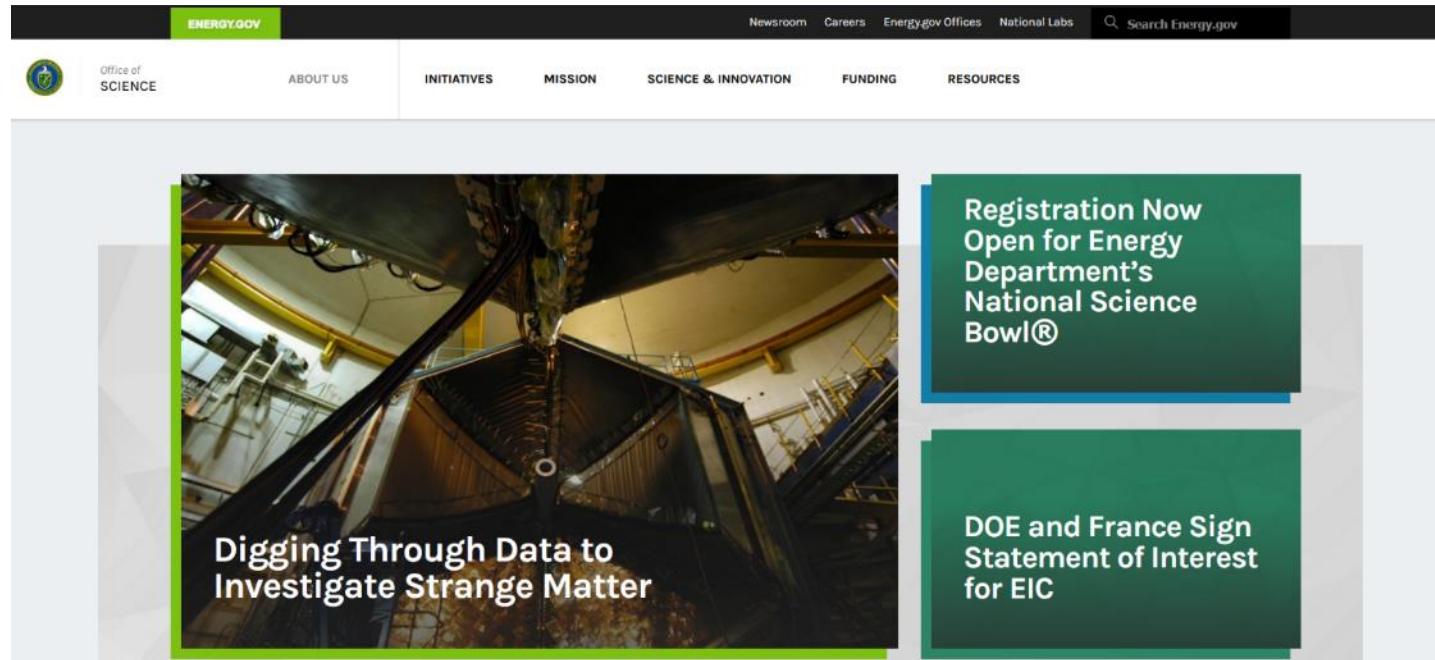 ENERGY.GOV
Newsroom Careers Energy.gov Offices National Labs Search Energy.gov
Office of
SCIENCE
ABOUT US INITIATIVES MISSION SCIENCE & INNOVATION FUNDING RESOURCES
Digging Through Data to
Investigate Strange Matter
Registration Now
Open for Energy
Department’s
National Science
Bowl®
DOE and France Sign
Statement of Interest
for EIC